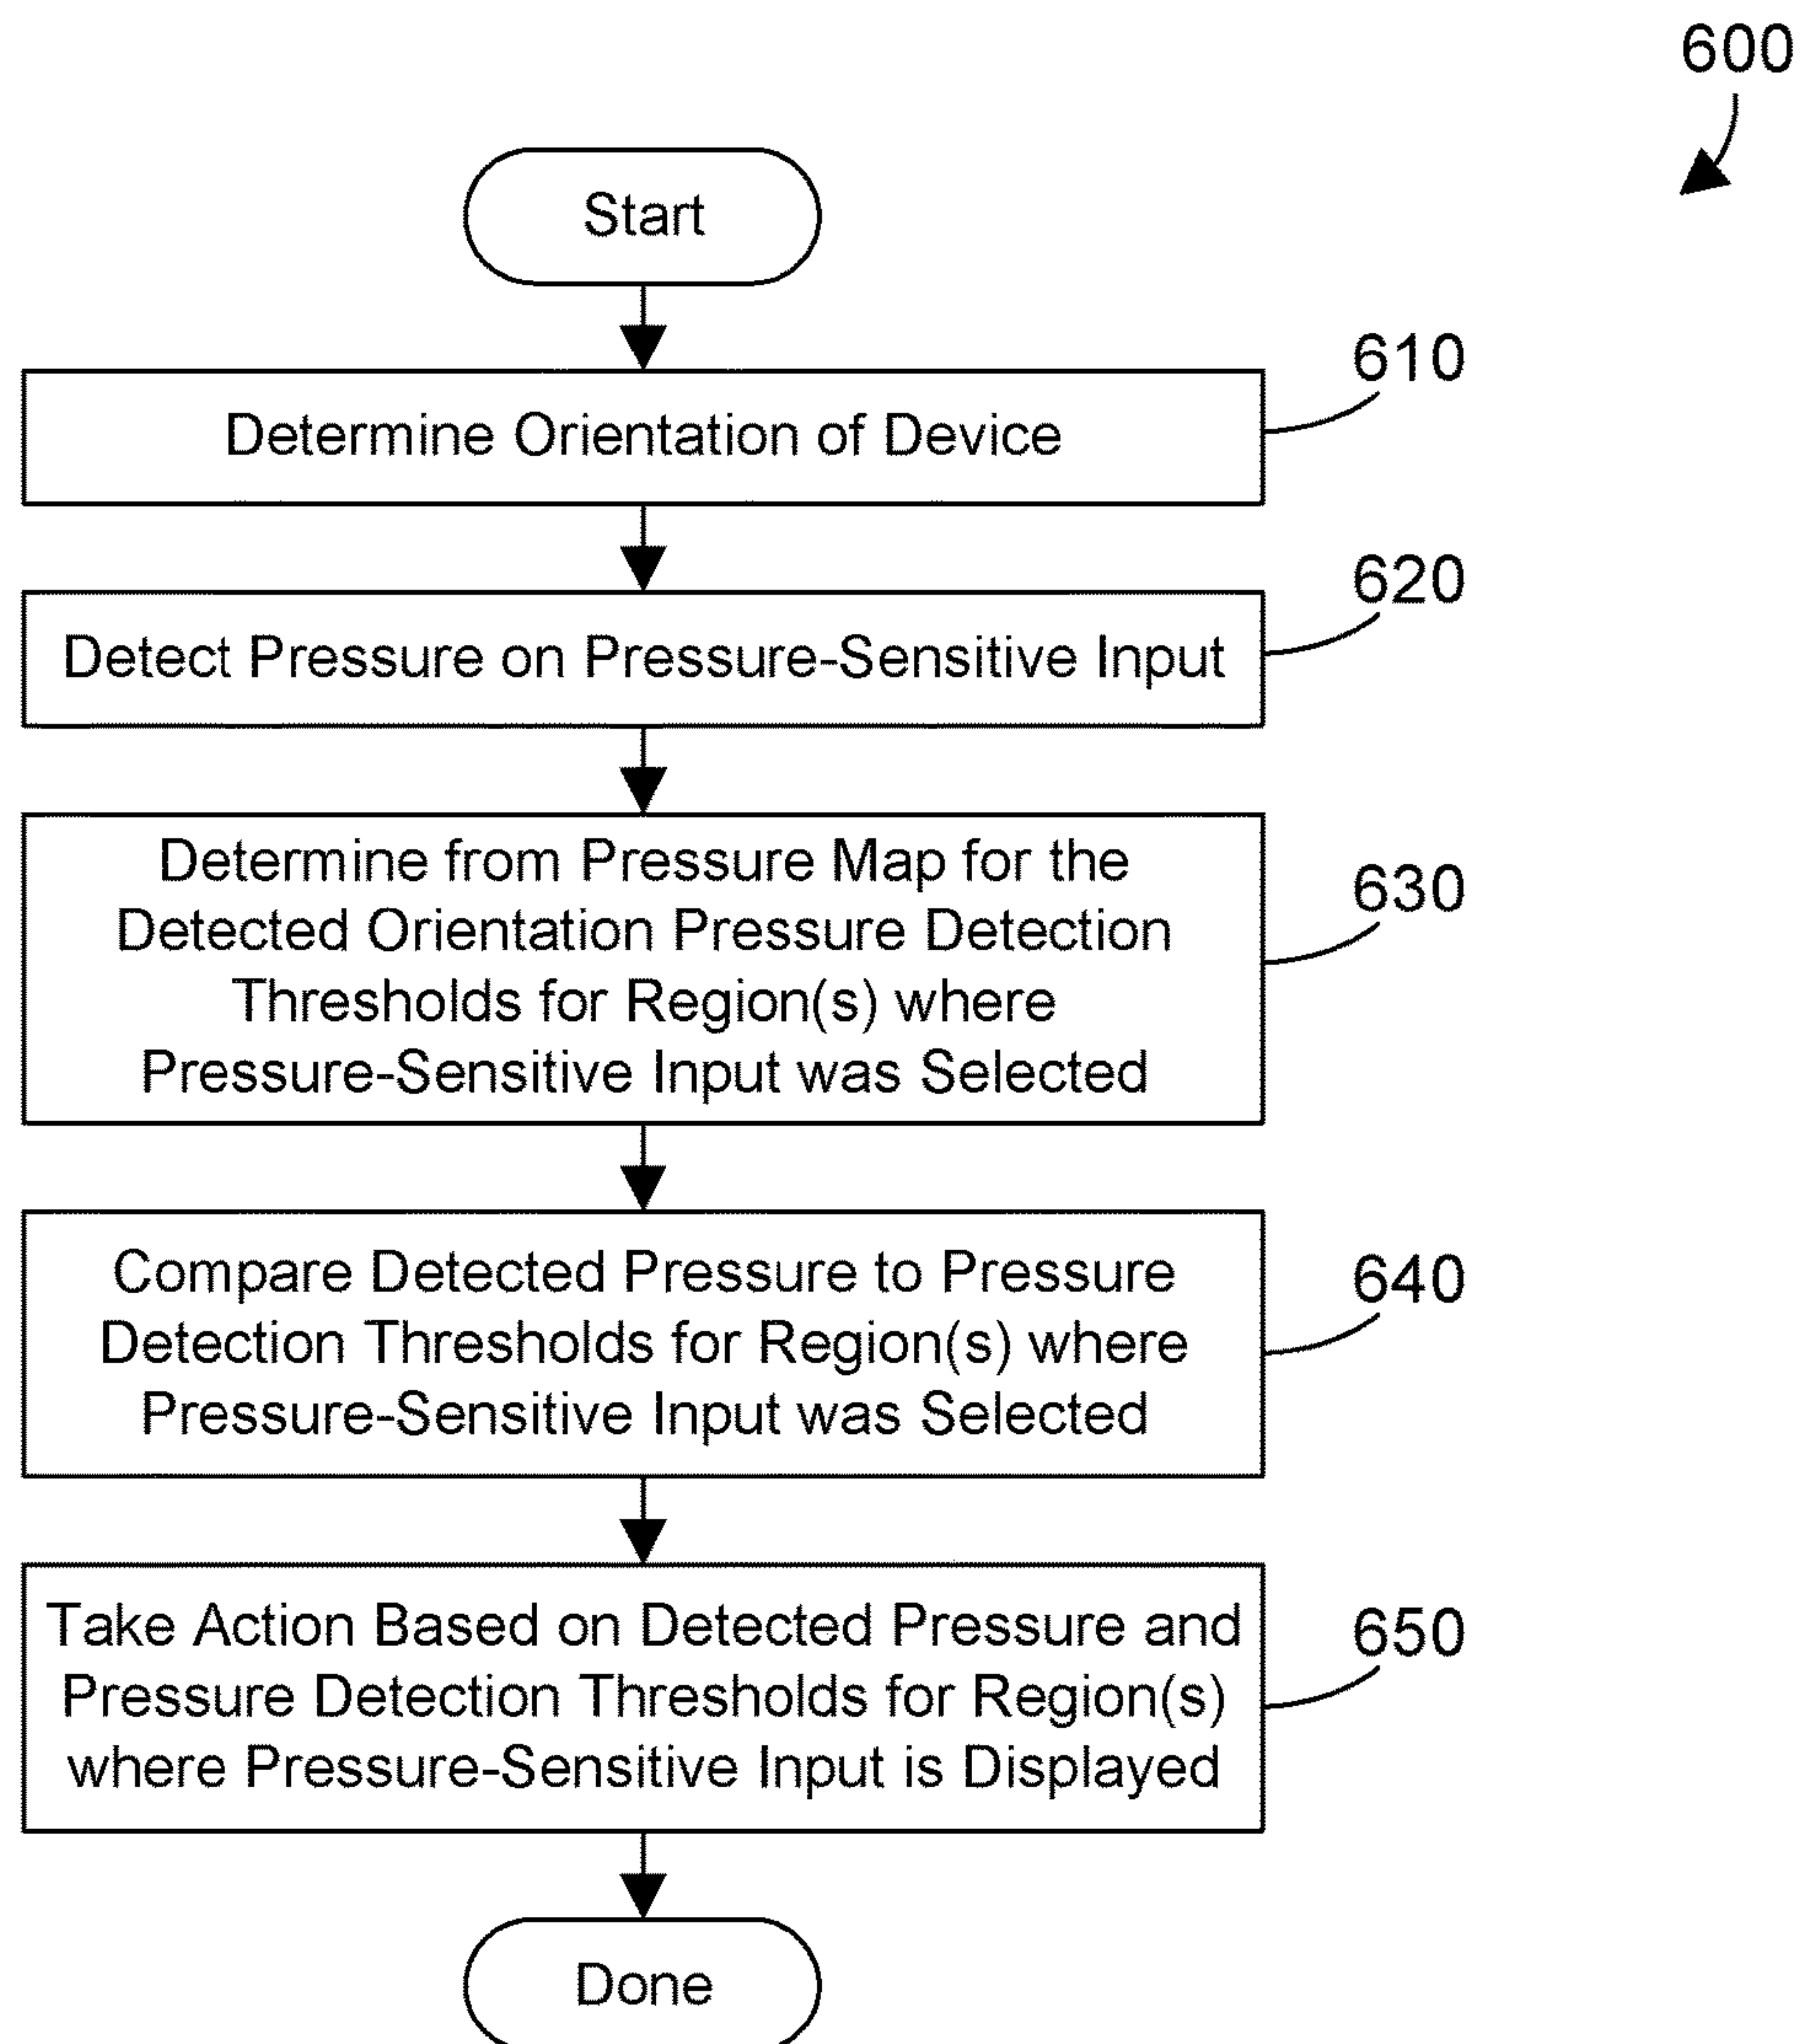 600
Start
610
Determine Orientation of Device
620
Detect Pressure on Pressure-Sensitive Input
630
Determine from Pressure Map for the
Detected Orientation Pressure Detection
Thresholds for Region(s) where
Pressure-Sensitive Input was Selected
640
Compare Detected Pressure to Pressure
Detection Thresholds for Region(s) where
Pressure-Sensitive Input was Selected
650
Take Action Based on Detected Pressure and
Pressure Detection Thresholds for Region(s)
where Pressure-Sensitive Input is Displayed
Done